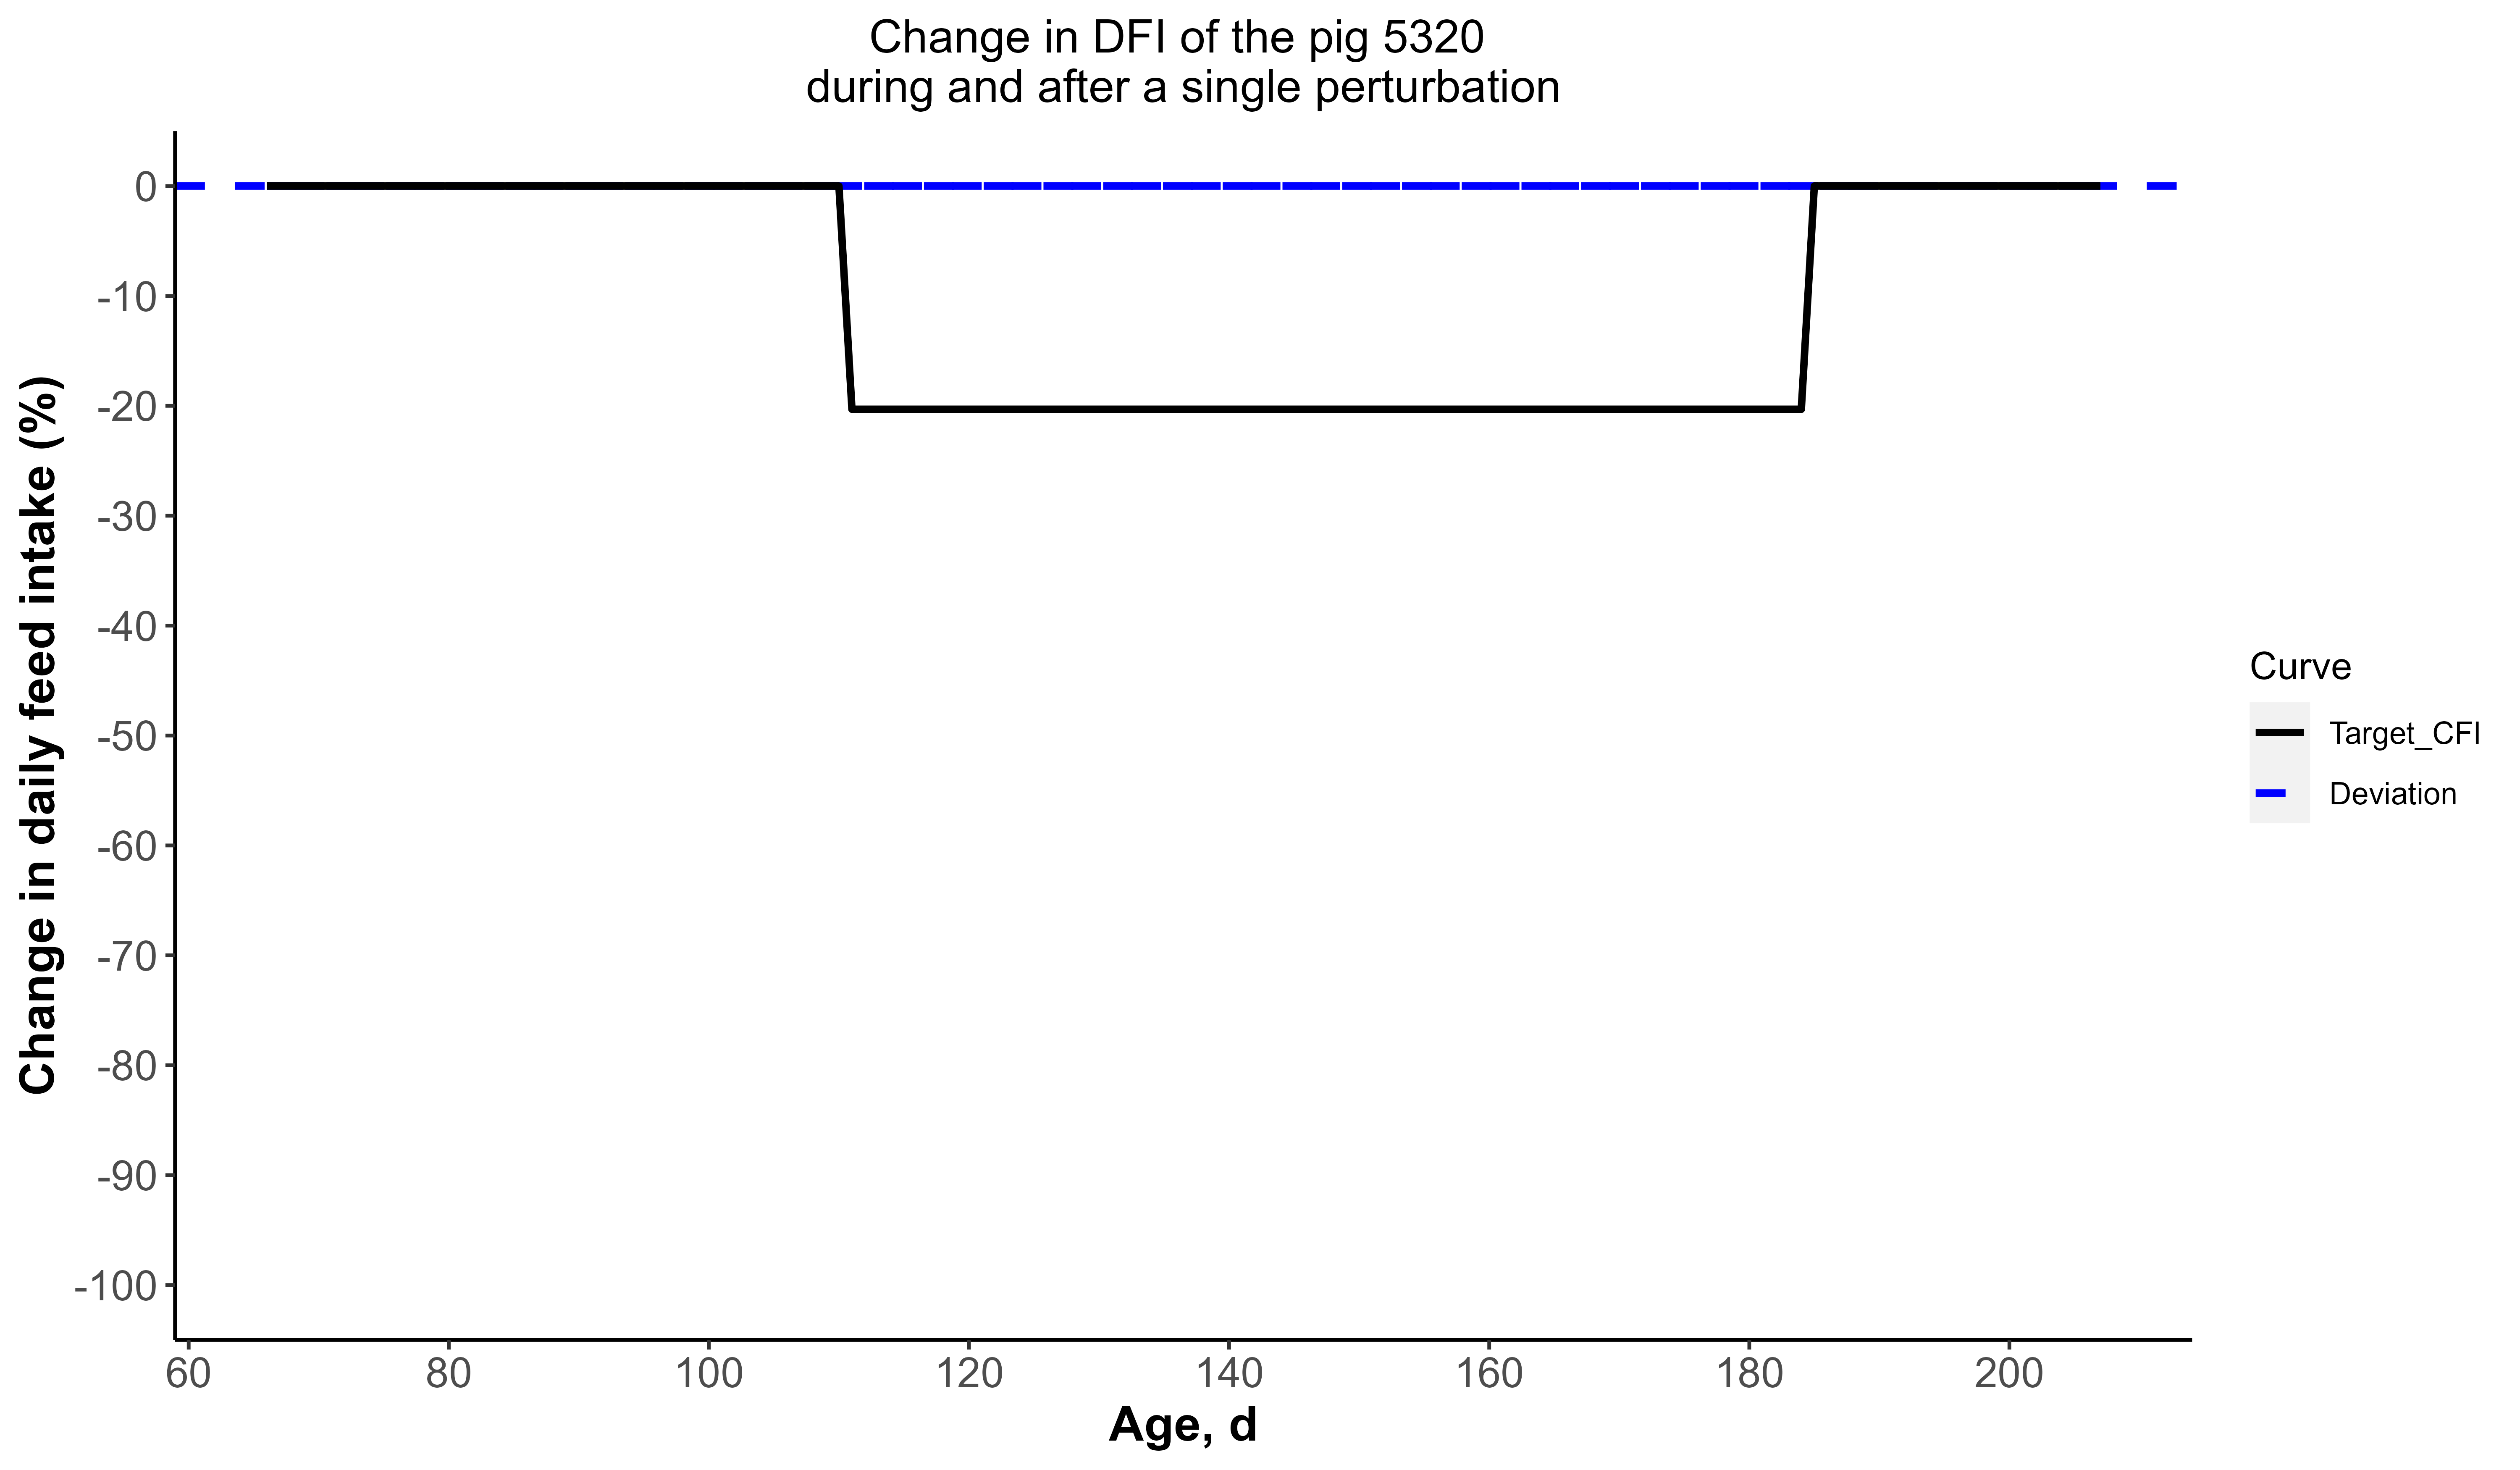 Change in DFI of the pig 5320
during and after a single perturbation
Change in daily feed intake (%)
0
-10
-20
-30
-40
-50
-60
-70
-80
-90
-100
60 80 100 120 140 160 180 200
Age, d
Curve
Target_CFI
Deviation